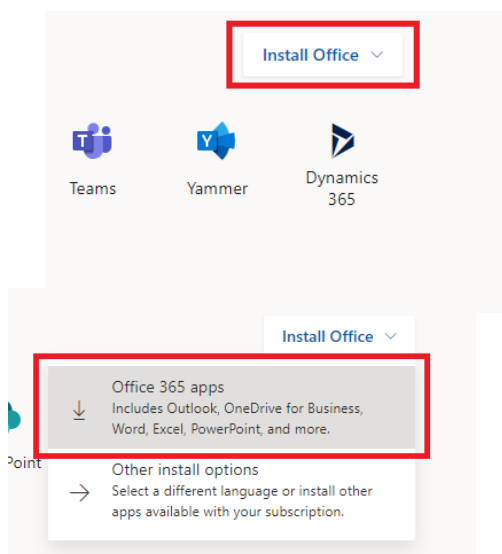 Install Office
Teams
Yammer
Dynamics
365
Install Office
Office 365 apps
Includes Outlook, OneDrive for Business,
Word, Excel, PowerPoint, and more.
Point
Other install options
Select a different language or install other
apps available with your subscription.